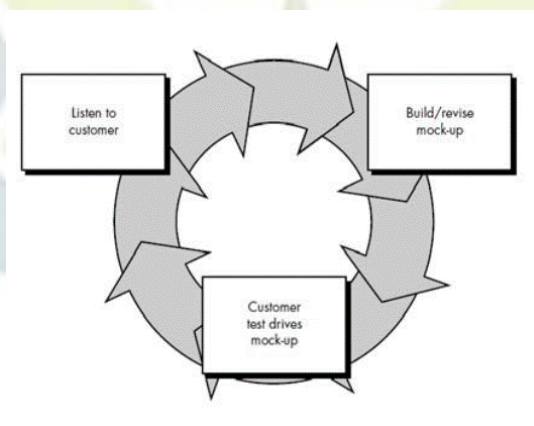 Listen to
customer
Build/revise
mock-up
Customer
test drives
mock-up